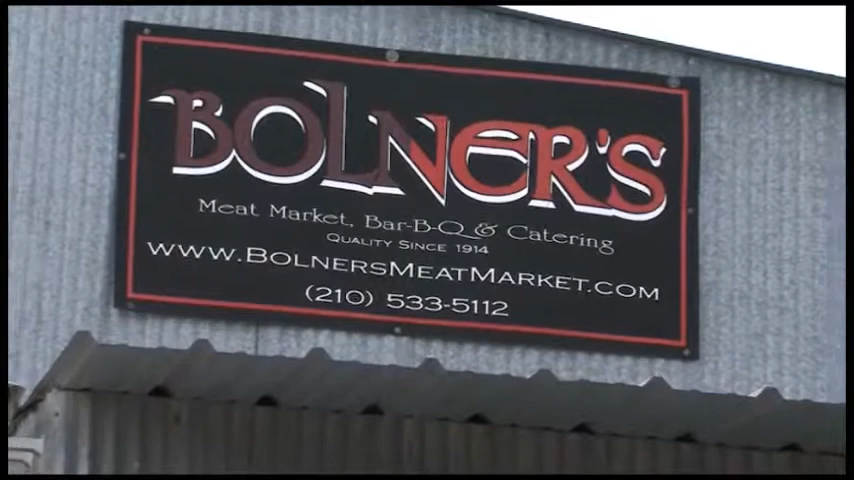 BOLNER'S
MEAT MARKET, BAR-B-Q & CATERING
QUALITY SINCE 1914
WWW.BOLNERSMEATMARKET.COM
(210) 533-5112